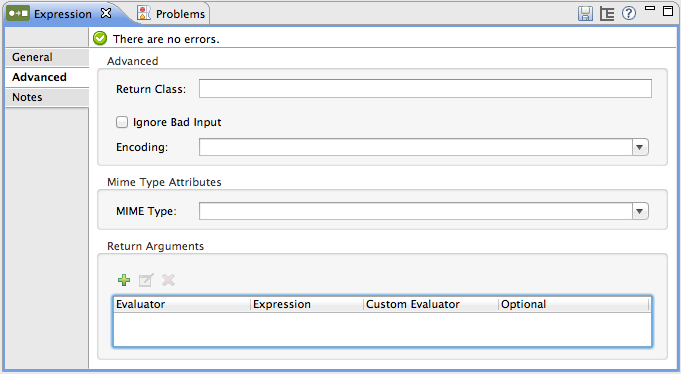 Expression Problems
There are no errors.
General
Advanced
Notes
Advanced
Return Class:
Ignore Bad Input
Encoding:
Mime Type Attributes
MIME Type:
Return Arguments
Evaluator Expression Custom Evaluator Optional